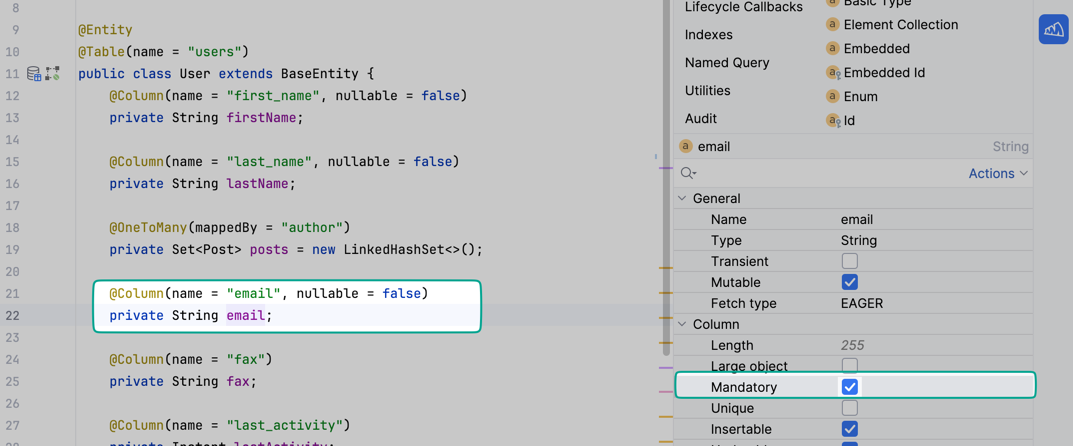 8
9 @Entity
10 @Table(name = "users")
11 public class User extends BaseEntity {
12 @Column(name = "first_name", nullable = false)
13 private String firstName;
14
15 @Column(name = "last_name", nullable = false)
16 private String lastName;
17
18 @OneToMany(mappedBy = "author")
19 private Set<Post> posts = new LinkedHashSet<>();
20
21 @Column(name = "email", nullable = false)
22 private String email;
23
24 @Column(name = "fax")
25 private String fax;
26
27 @Column(name = "last_activity")
28 private Instant lastActivity;
Lifecycle Callbacks
Indexes
Named Query
Utilities
Audit
a Basic Type
a Element Collection
a Embedded
a Embedded Id
a Enum
a Id
a email String
Actions
General
Name email
Type String
Transient
Mutable
Fetch type EAGER
Column
Length 255
Large object
Mandatory
Unique
Insertable